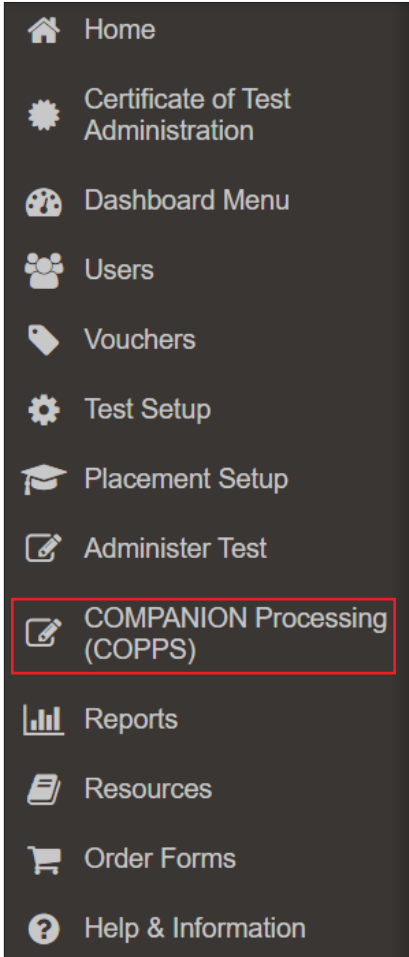 Home
Certificate of Test
Administration
Dashboard Menu
Users
Vouchers
Test Setup
Placement Setup
Administer Test
COMPANION Processing
(COPPS)
Reports
Resources
Order Forms
Help & Information